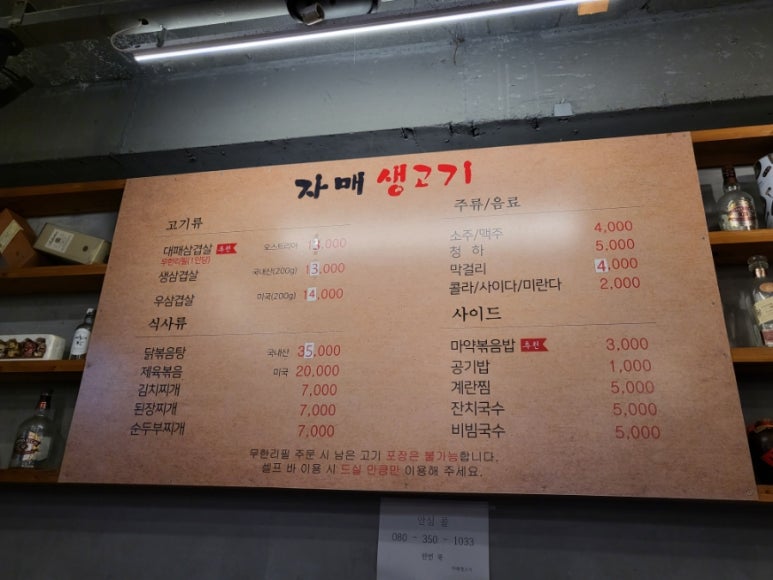 자매 생고기
고기류
대패삼겹살 추천 오스트리아 13,000
무한리필(1인당)
생삼겹살 국내산(200g) 13,000
우삼겹살 미국(200g) 14,000
식사류
닭볶음탕 국내산 35,000
제육볶음 미국 20,000
김치찌개 7,000
된장찌개 7,000
순두부찌개 7,000
주류/음료
소주/맥주 4,000
청 하 5,000
막걸리 4,000
콜라/사이다/미란다 2,000
사이드
마약볶음밥 추천 3,000
공기밥 1,000
계란찜 5,000
잔치국수 5,000
비빔국수 5,000
무한리필 주문 시 남은 고기 포장은 불가능합니다.
셀프 바 이용 시 드실 만큼만 이용해 주세요.
안심 콜
080 - 350 - 1033
한번 콕